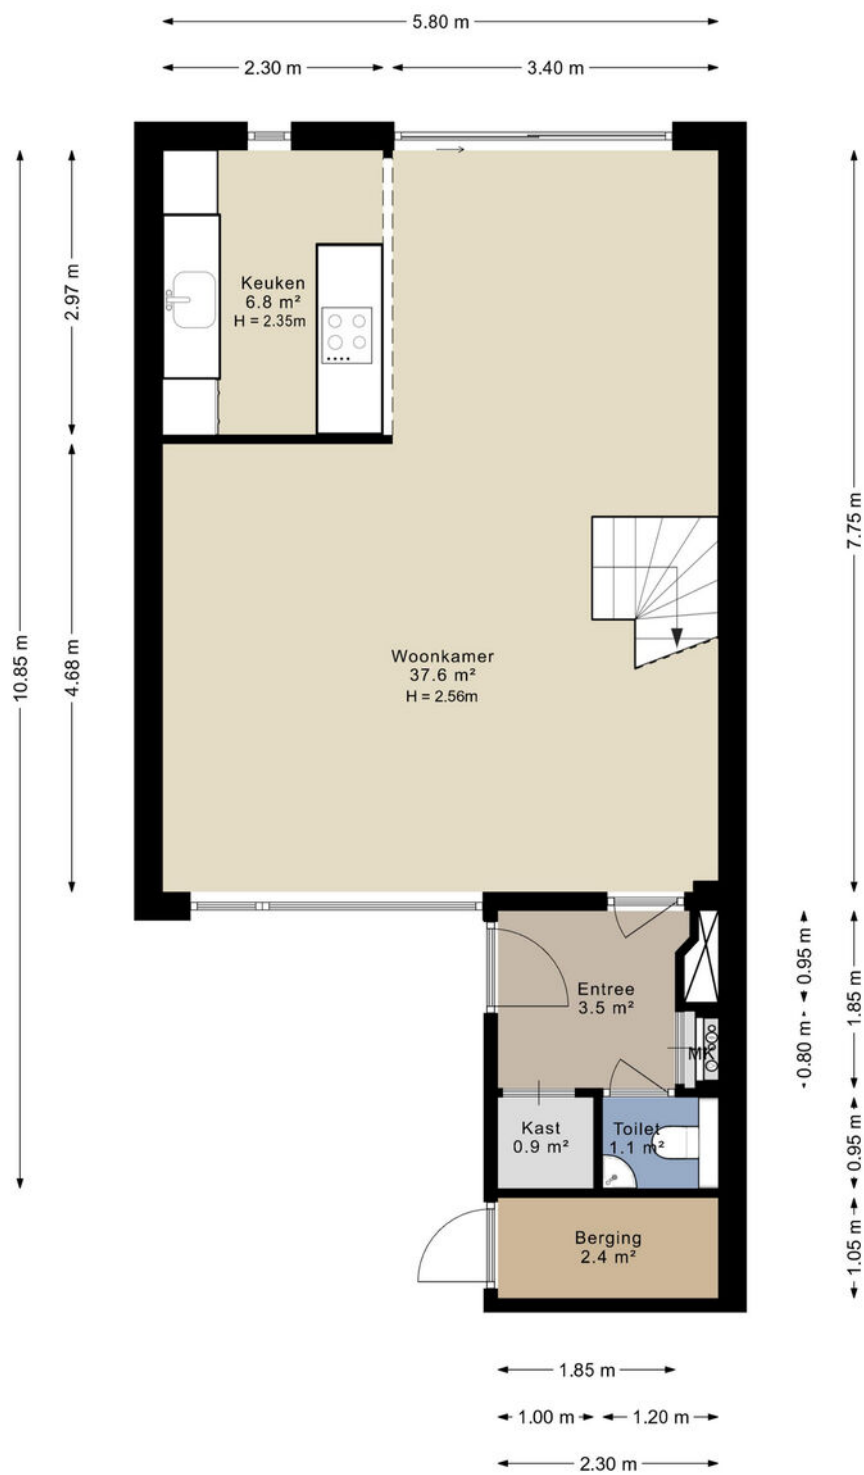 5.80 m
2.30 m
3.40 m
2.97 m
Keuken
6.8 m²
H = 2.35m
7.75 m
10.85 m
4.68 m
Woonkamer
37.6 m²
H = 2.56m
0.95 m
1.85 m
Entree
3.5 m²
0.80 m
MK
Kast
0.9 m²
Toilet
1.1 m²
0.95 m
Berging
2.4 m²
1.05 m
1.85 m
1.00 m
1.20 m
2.30 m